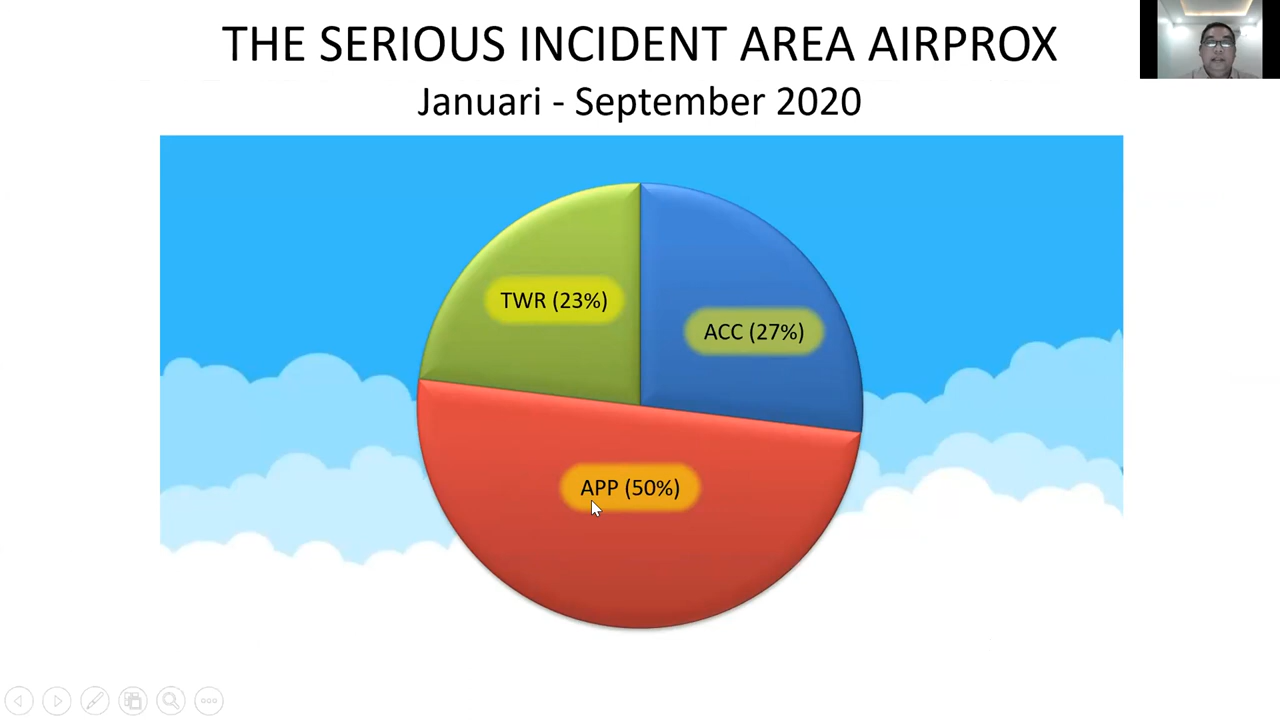 THE SERIOUS INCIDENT AREA AIRPROX
Januari - September 2020
TWR (23%)
ACC (27%)
APP (50%)